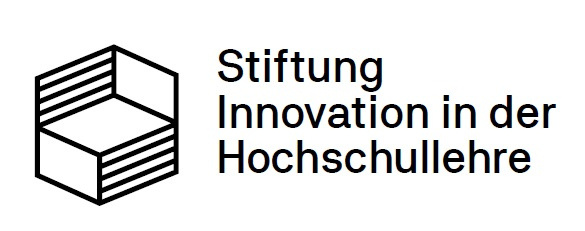 Stiftung
Innovation in der
Hochschullehre